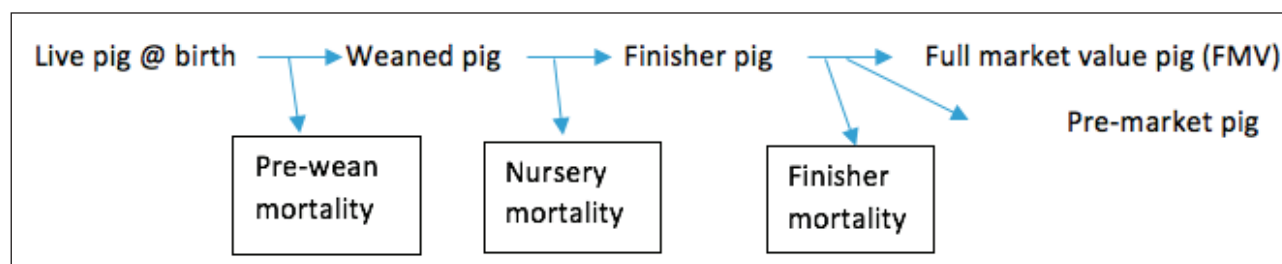 Live pig @ birth Weaned pig Finisher pig Full market value pig (FMV)
Pre-market pig
Pre-wean
mortality
Nursery
mortality
Finisher
mortality